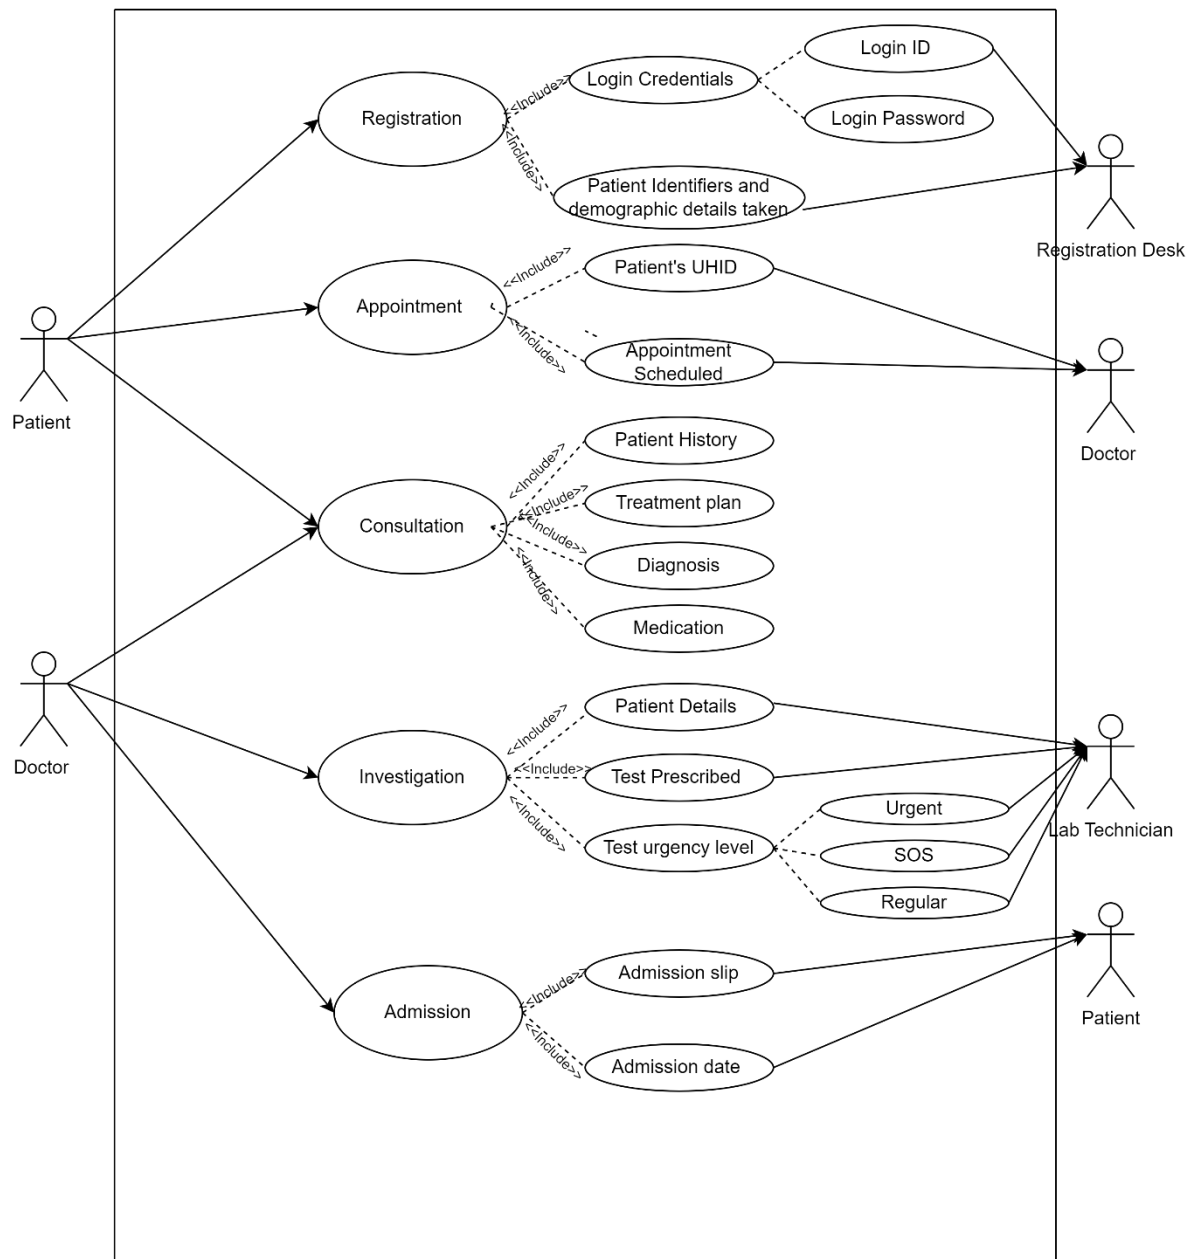 Login ID
Login Credentials
<<Include>>
Registration
Login Password
<<Include>>
Patient Identifiers and
demographic details taken
Registration Desk
<<Include>>
Patient's UHID
Appointment
<<Include>>
Appointment
Scheduled
Patient
Doctor
Patient History
<<Include>>
Treatment plan
<<Include>>
Consultation
<<Include>>
Diagnosis
<<Include>>
Medication
Patient Details
<<Include>>
Doctor
Investigation
<<Include>>
Test Prescribed
Urgent
Lab Technician
<<Include>>
Test urgency level
SOS
Regular
Admission slip
<<Include>>
Admission
Patient
<<Include>>
Admission date